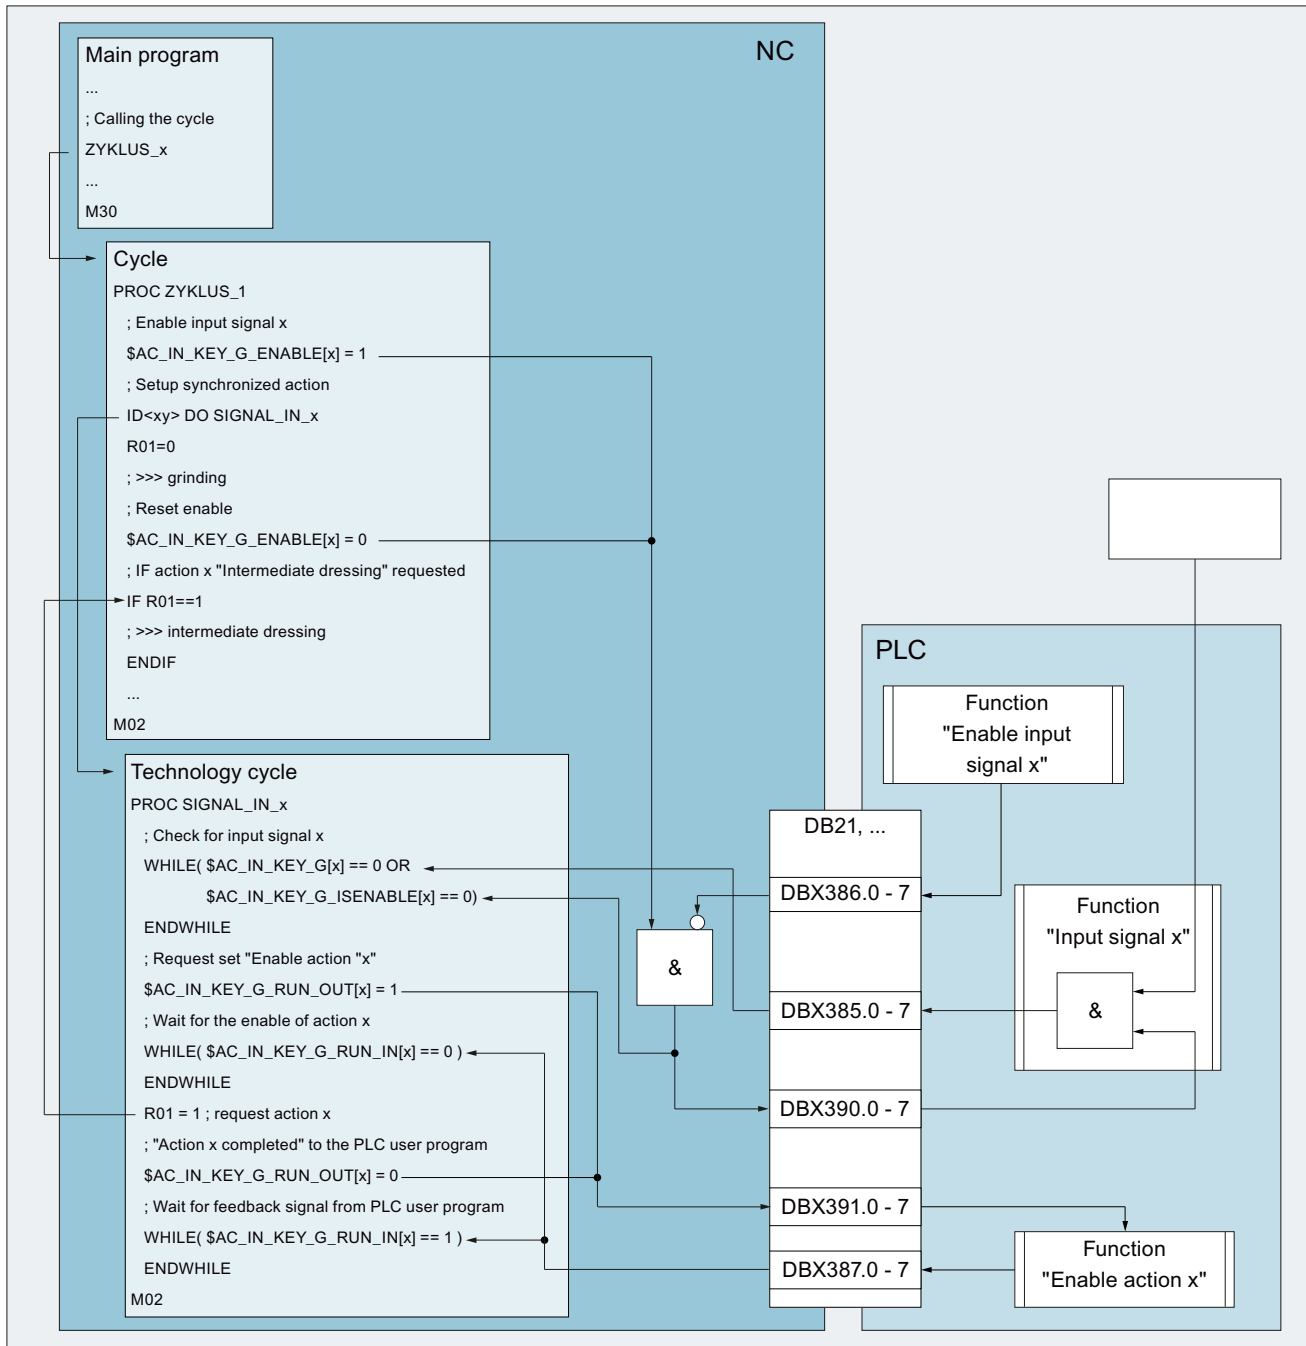 NC
Main program
...
; Calling the cycle
ZYKLUS_x
...
M30
Cycle
PROC ZYKLUS_1
; Enable input signal x
$AC_IN_KEY_G_ENABLE[x] = 1
; Setup synchronized action
ID<xy> DO SIGNAL_IN_x
R01=0
; >>> grinding
; Reset enable
$AC_IN_KEY_G_ENABLE[x] = 0
; IF action x "Intermediate dressing" requested
IF R01==1
; >>> intermediate dressing
ENDIF
...
M02
Technology cycle
PROC SIGNAL_IN_x
; Check for input signal x
WHILE( $AC_IN_KEY_G[x] == 0 OR
$AC_IN_KEY_G_ISENABLE[x] == 0)
ENDWHILE
; Request set "Enable action "x"
$AC_IN_KEY_G_RUN_OUT[x] = 1
; Wait for the enable of action x
WHILE( $AC_IN_KEY_G_RUN_IN[x] == 0 )
ENDWHILE
R01 = 1 ; request action x
; "Action x completed" to the PLC user program
$AC_IN_KEY_G_RUN_OUT[x] = 0
; Wait for feedback signal from PLC user program
WHILE( $AC_IN_KEY_G_RUN_IN[x] == 1 )
ENDWHILE
M02
&
DB21, ...
DBX386.0 - 7
DBX385.0 - 7
DBX390.0 - 7
DBX391.0 - 7
DBX387.0 - 7
PLC
Function
"Enable input
signal x"
Function
"Input signal x"
&
Function
"Enable action x"